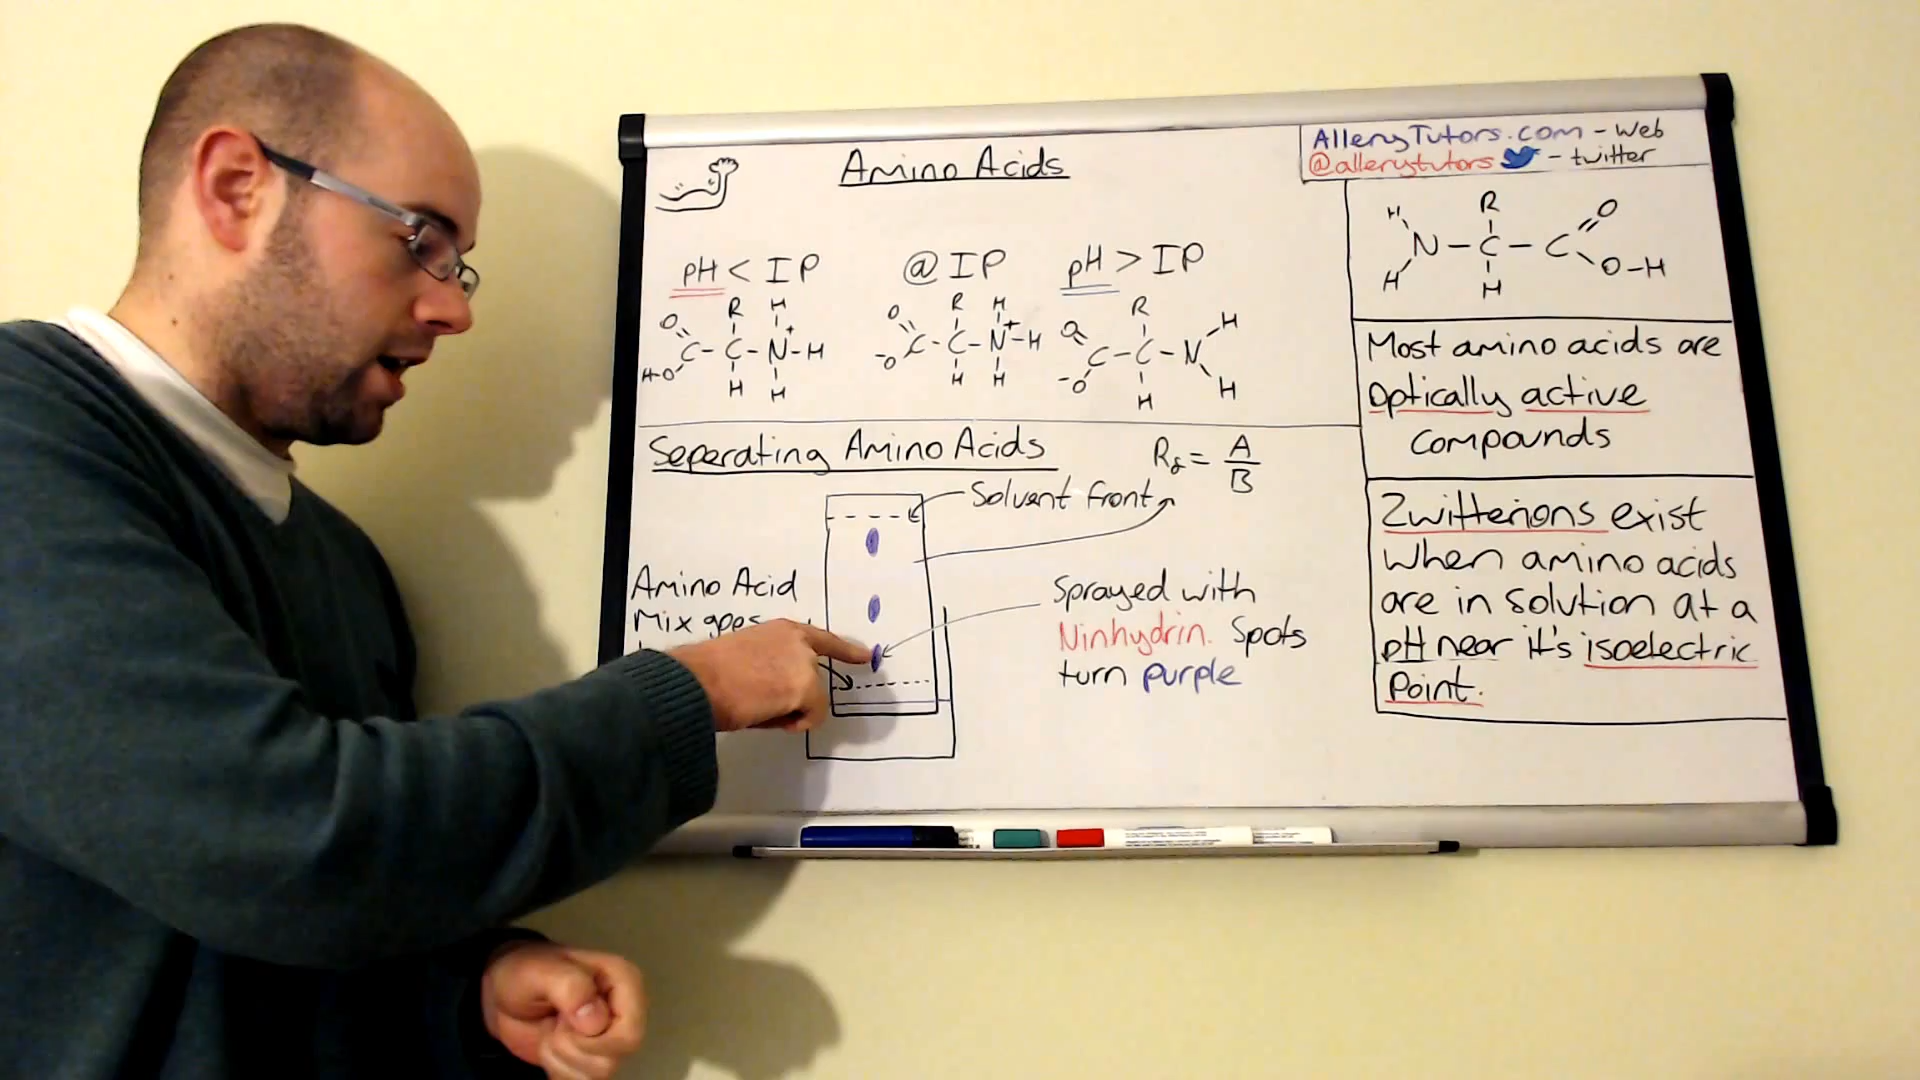 Amino Acids
AlleryTutors.com - Web
@allerytutors - twitter
pH < IP
@ IP
pH > IP
R H
O
C - C - N+ - H
H-O
H H
R H
O
C - C - N+ - H
-O
H H
R
H
O
C - C - N
-O
H
H
R
H
O
N - C - C
H
O-H
H
Most amino acids are
Optically active
compounds
Seperating Amino Acids
Rf = A
B
Solvent front
Amino Acid
Mix goes
Sprayed with
Ninhydrin. Spots
turn purple
Zwitterions exist
When amino acids
are in solution at a
pH near it's isoelectric
Point.